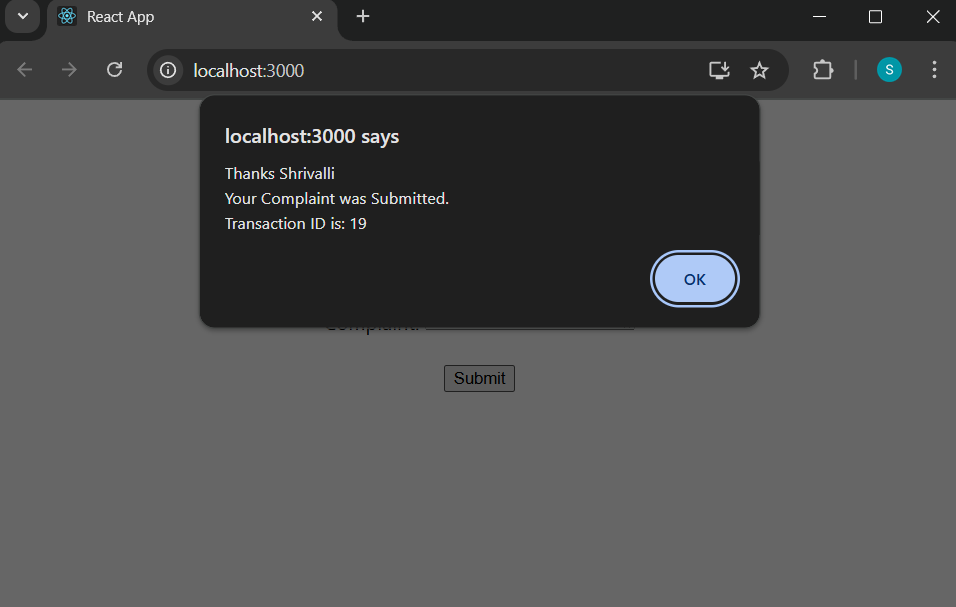 React App
localhost:3000
S
localhost:3000 says
Thanks Shrivalli
Your Complaint was Submitted.
Transaction ID is: 19
OK
Complaint:
Submit